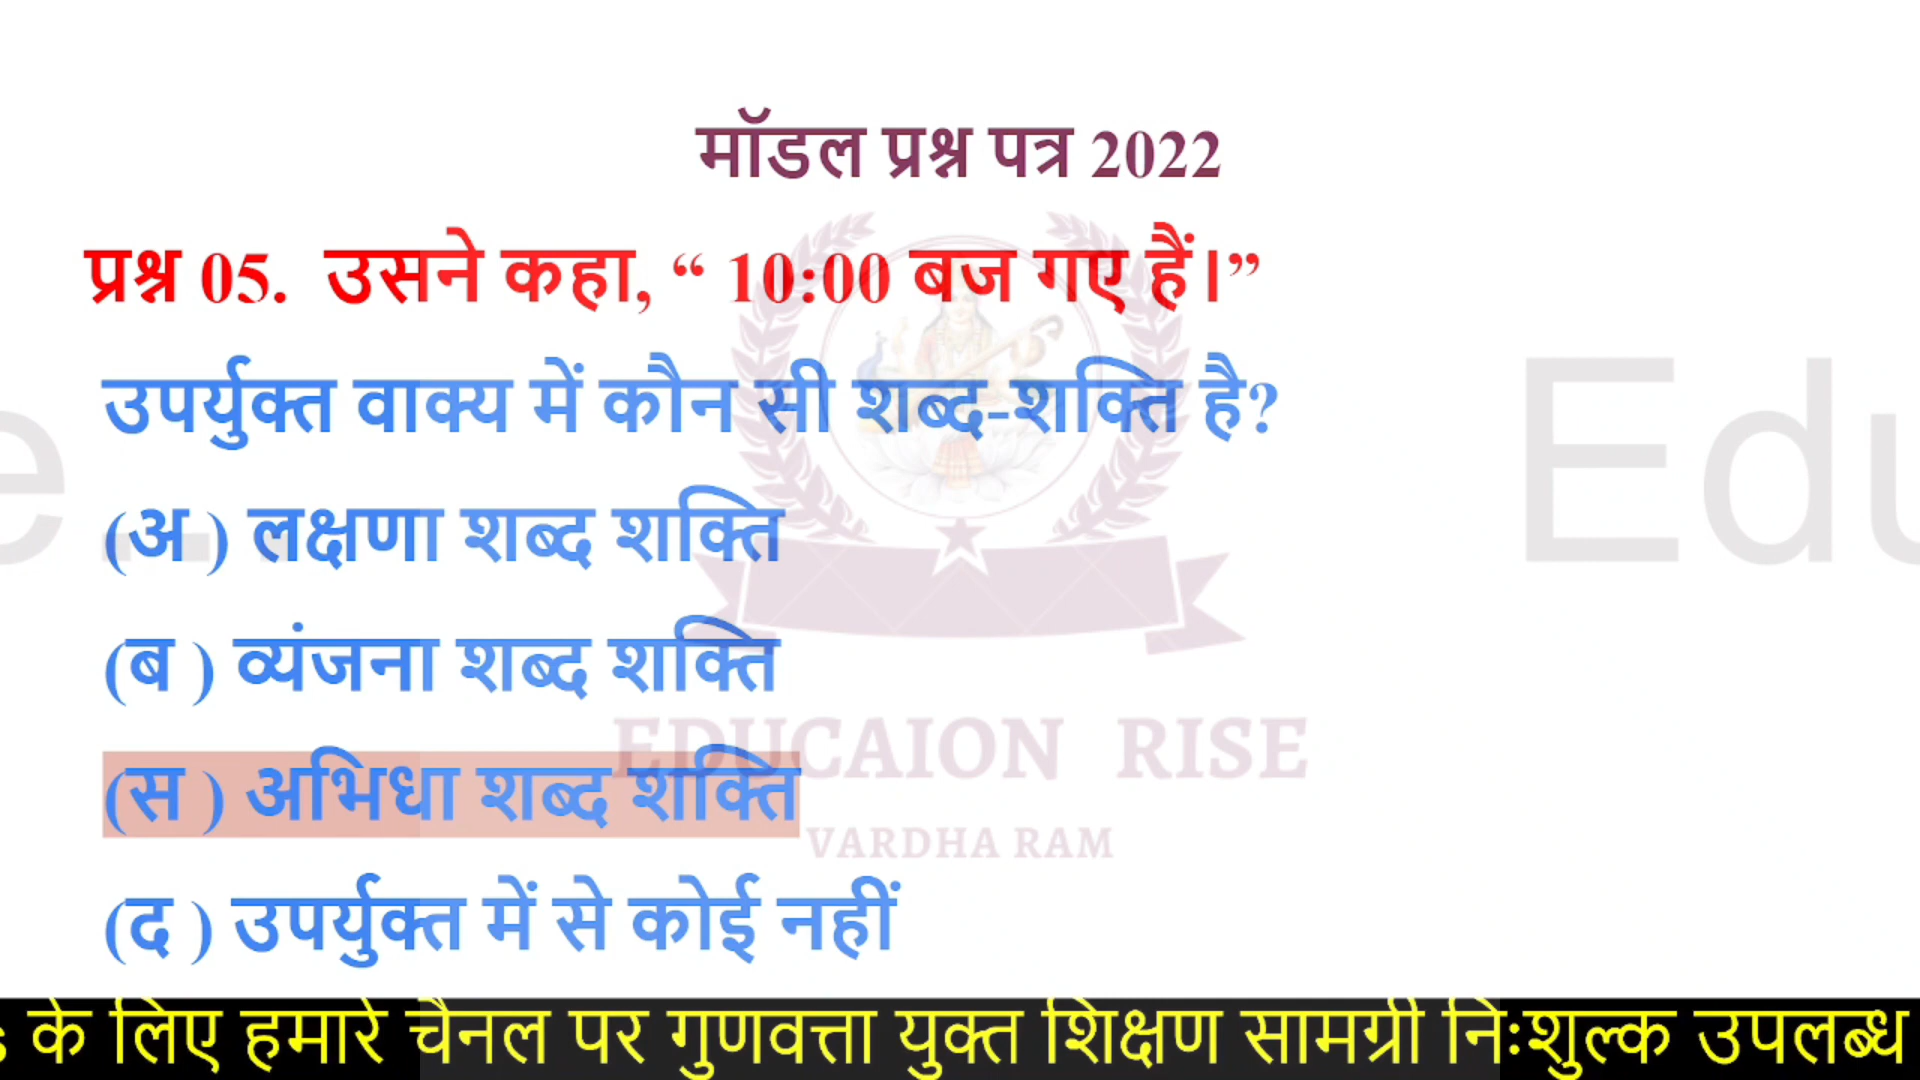 मॉडल प्रश्न पत्र 2022
प्रश्न 05. उसने कहा, “ 10:00 बज गए हैं।”
उपर्युक्त वाक्य में कौन सी शब्द-शक्ति है?
(अ ) लक्षणा शब्द शक्ति
(ब ) व्यंजना शब्द शक्ति
(स ) अभिधा शब्द शक्ति
(द ) उपर्युक्त में से कोई नहीं
EDUCAION RISE
VARDHA RAM
e... Edu
के लिए हमारे चैनल पर गुणवत्ता युक्त शिक्षण सामग्री निःशुल्क उपलब्ध